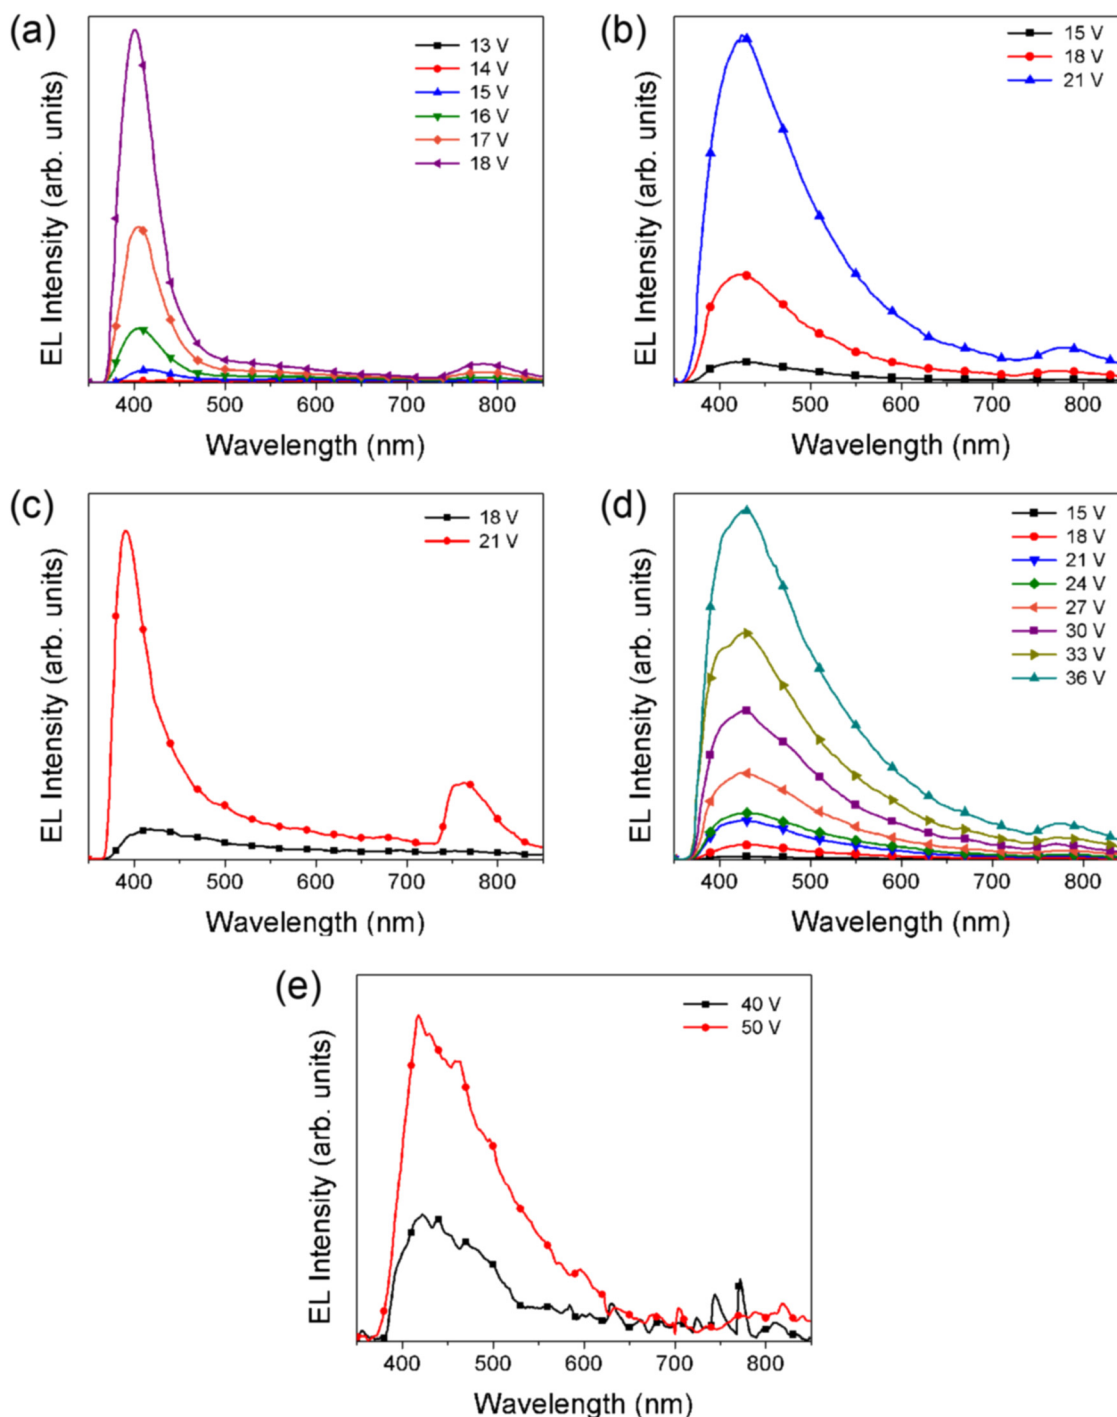 (a)
EL Intensity (arb. units)
13 V
14 V
15 V
16 V
17 V
18 V
400 500 600 700 800
Wavelength (nm)
(b)
EL Intensity (arb. units)
15 V
18 V
21 V
400 500 600 700 800
Wavelength (nm)
(c)
EL Intensity (arb. units)
18 V
21 V
400 500 600 700 800
Wavelength (nm)
(d)
EL Intensity (arb. units)
15 V
18 V
21 V
24 V
27 V
30 V
33 V
36 V
400 500 600 700 800
Wavelength (nm)
(e)
EL Intensity (arb. units)
40 V
50 V
400 500 600 700 800
Wavelength (nm)